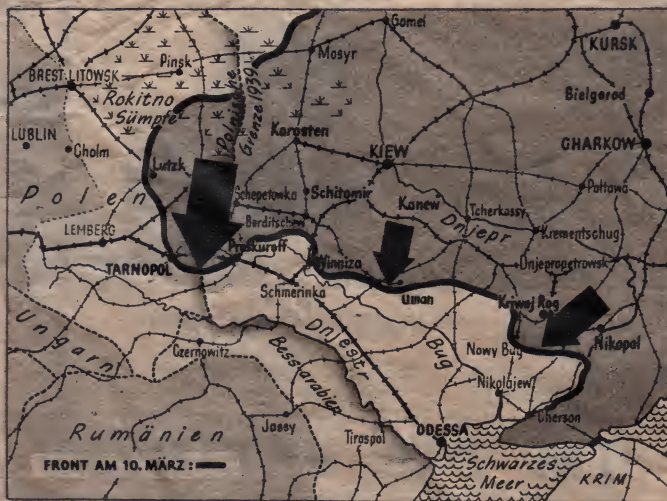 Gomel
KURSK
Mosyr
Pinsk
BREST-LITOWSK
Bielgorod
Rokitno
Sümpfe
Polnische
Grenze 1939
LUBLIN
Cholm
Korosten
KIEW
CHARKOW
Lutzk
Polen
Schepetowka
Schitomir
Kanew
Poltawa
Dnjepr
Tcherkassy
LEMBERG
Berditschew
Krementschug
Proskuroff
Winniza
Dnjepropetrowsk
TARNOPOL
Schmerinka
Uman
Kriwoj Rog
Ungarn
Dnjestr
Bug
Nikopol
Czernowitz
Bessarabien
Nowy Bug
Nikolajew
Jassy
Cherson
Rumänien
Tiraspol
ODESSA
FRONT AM 10. MÄRZ:
Schwarzes
Meer
KRIM